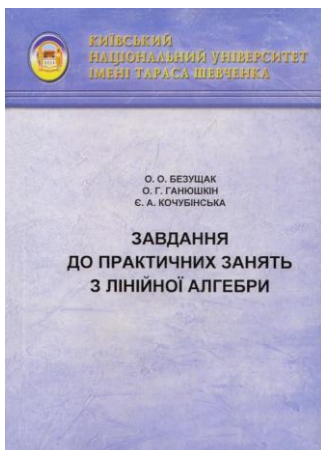 КИЇВСЬКИЙ
НАЦІОНАЛЬНИЙ УНІВЕРСИТЕТ
ІМЕНІ ТАРАСА ШЕВЧЕНКА
О. О. БЕЗУЩАК
О. Г. ГАНЮШКІН
Є. А. КОЧУБІНСЬКА
ЗАВДАННЯ
ДО ПРАКТИЧНИХ ЗАНЯТЬ
З ЛІНІЙНОЇ АЛГЕБРИ